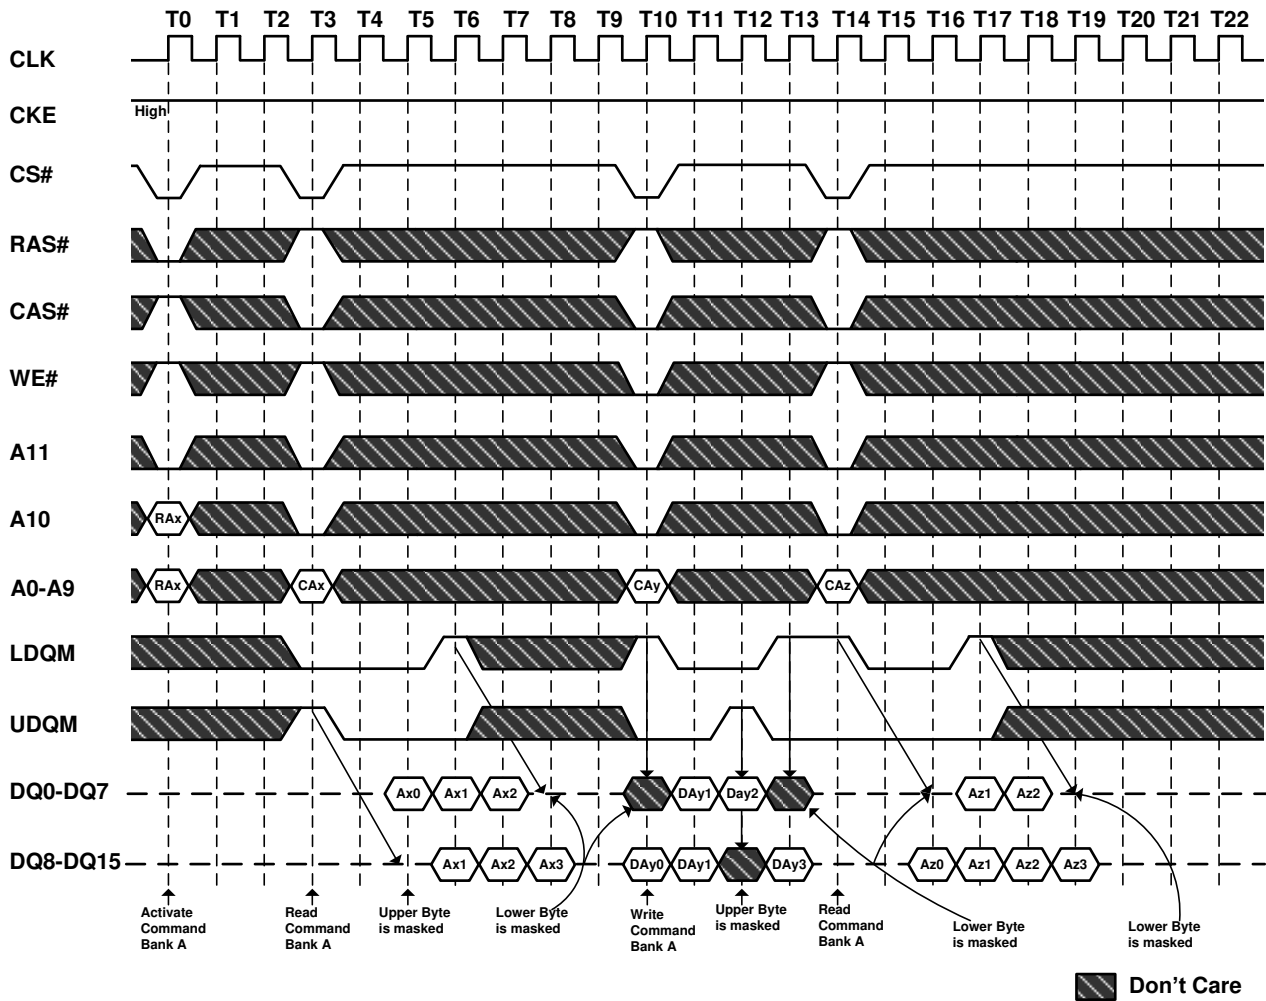 T0 T1 T2 T3 T4 T5 T6 T7 T8 T9 T10 T11 T12 T13 T14 T15 T16 T17 T18 T19 T20 T21 T22
CLK
CKE High
CS#
RAS#
CAS#
WE#
A11
A10 RAx
A0-A9 RAx CAx CAy CAz
LDQM
UDQM
DQ0-DQ7 Ax0 Ax1 Ax2 DAy1 Day2 Az1 Az2
DQ8-DQ15 Ax1 Ax2 Ax3 DAy0 DAy1 DAy3 Az0 Az1 Az2 Az3
Activate
Command
Bank A
Read
Command
Bank A
Upper Byte
is masked
Lower Byte
is masked
Write
Command
Bank A
Upper Byte
is masked
Read
Command
Bank A
Lower Byte
is masked
Lower Byte
is masked
Don't Care